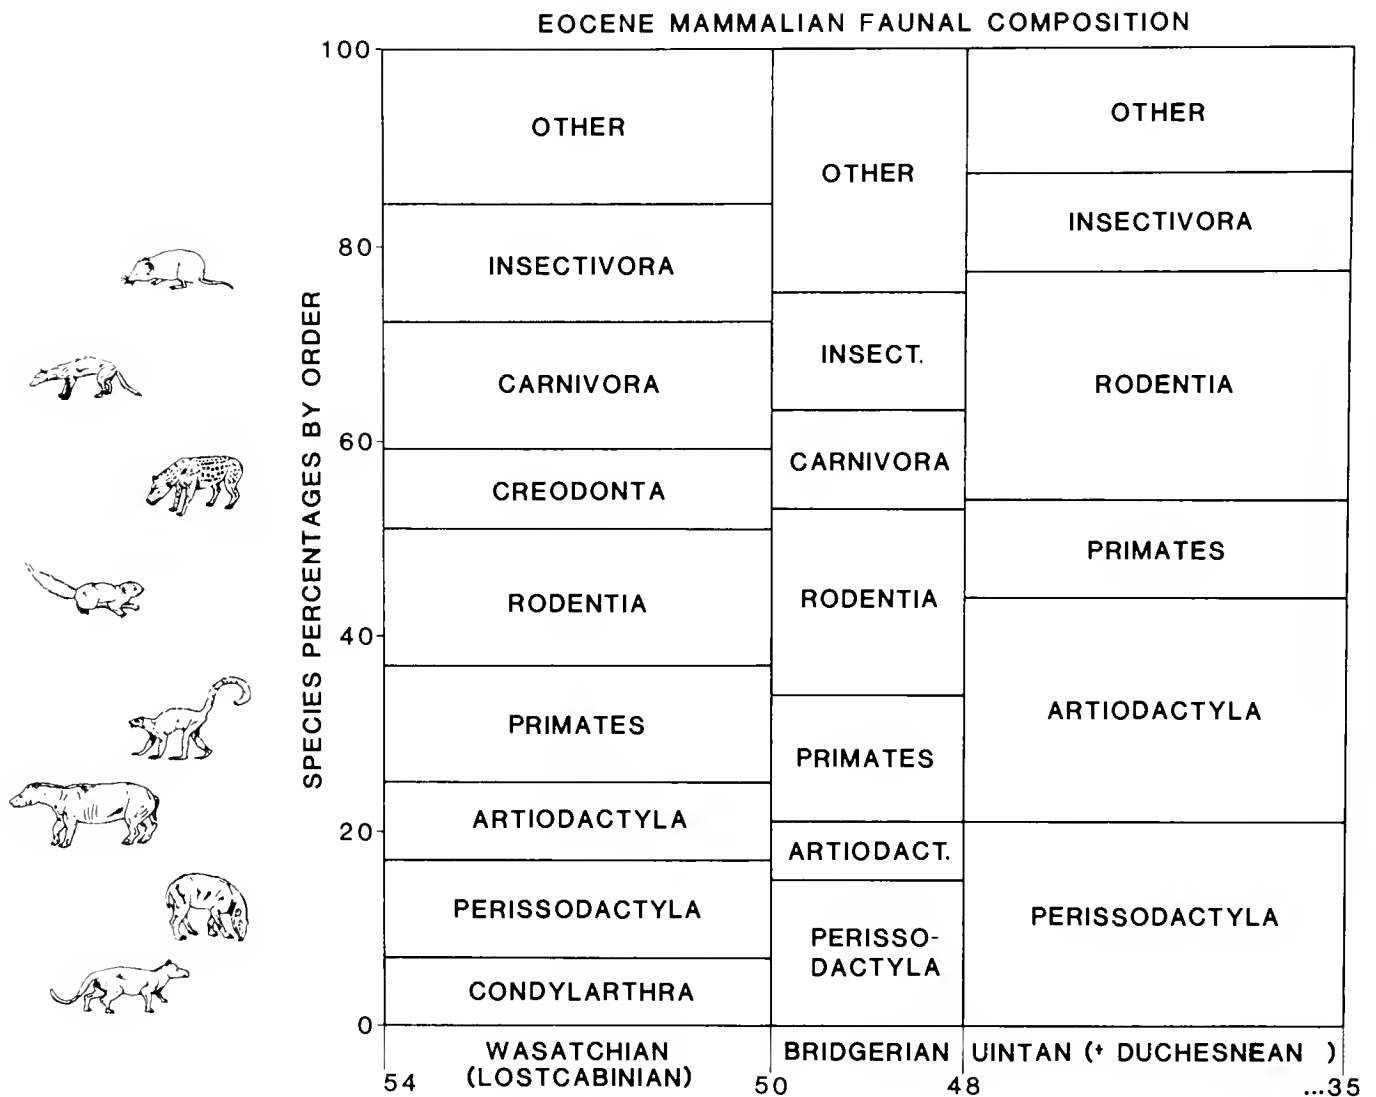 EOCENE MAMMALIAN FAUNAL COMPOSITION
SPECIES PERCENTAGES BY ORDER
100
80
60
40
20
0
OTHER
INSECTIVORA
CARNIVORA
CREODONTA
RODENTIA
PRIMATES
ARTIODACTYLA
PERISSODACTYLA
CONDYLARTHRA
OTHER
INSECT.
CARNIVORA
RODENTIA
PRIMATES
ARTIODACT.
PERISSO-
DACTYLA
OTHER
INSECTIVORA
RODENTIA
PRIMATES
ARTIODACTYLA
PERISSODACTYLA
WASATCHIAN
(LOSTCABINIAN)
BRIDGERIAN
UINTAN (+ DUCHESNEAN )
54
50
48
...35